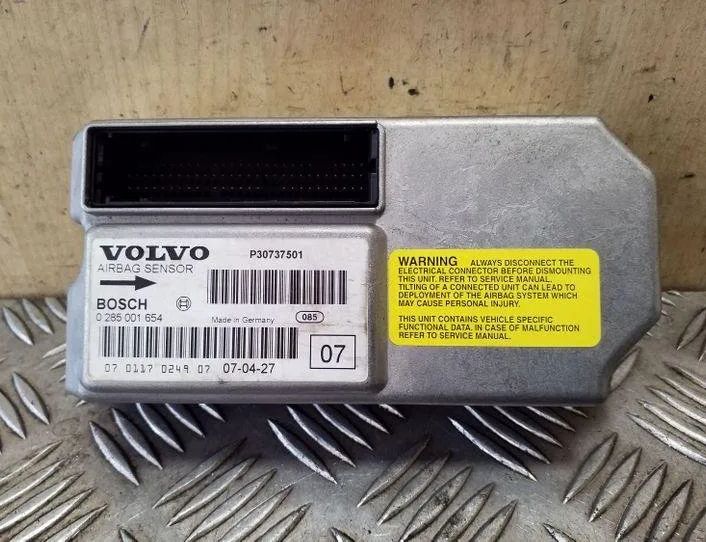 VOLVO
P30737501
AIRBAG SENSOR
BOSCH
0 285 001 654
Made in Germany
085
07
07 0117 0249 07 07-04-27
WARNING ALWAYS DISCONNECT THE
ELECTRICAL CONNECTOR BEFORE DISMOUNTING
THIS UNIT. REFER TO SERVICE MANUAL.
TILTING OF A CONNECTED UNIT CAN LEAD TO
DEPLOYMENT OF THE AIRBAG SYSTEM WHICH
MAY CAUSE PERSONAL INJURY.
THIS UNIT CONTAINS VEHICLE SPECIFIC
FUNCTIONAL DATA. IN CASE OF MALFUNCTION
REFER TO SERVICE MANUAL.